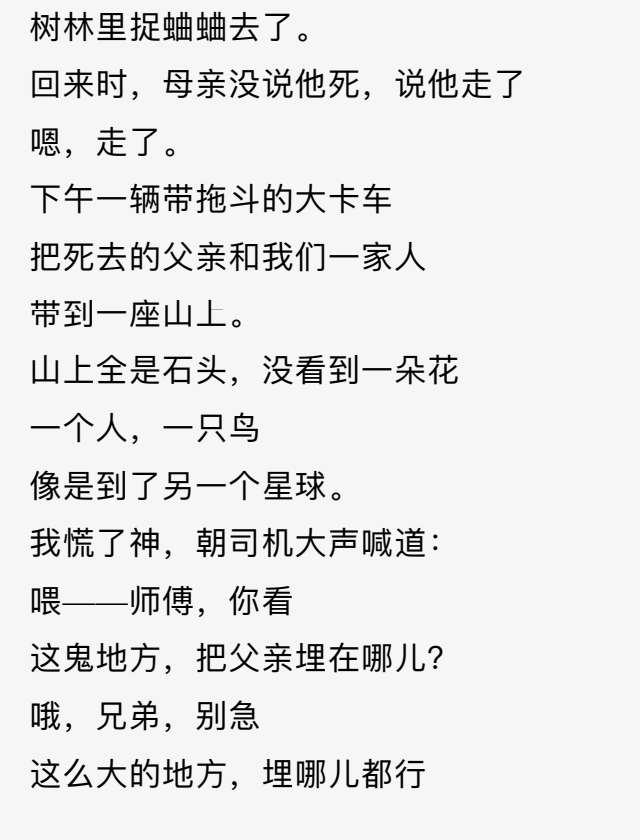 树林里捉蛐蛐去了。
回来时，母亲没说他死，说他走了
嗯，走了。
下午一辆带拖斗的大卡车
把死去的父亲和我们一家人
带到一座山上。
山上全是石头，没看到一朵花
一个人，一只鸟
像是到了另一个星球。
我慌了神，朝司机大声喊道：
喂——师傅，你看
这鬼地方，把父亲埋在哪儿？
哦，兄弟，别急
这么大的地方，埋哪儿都行